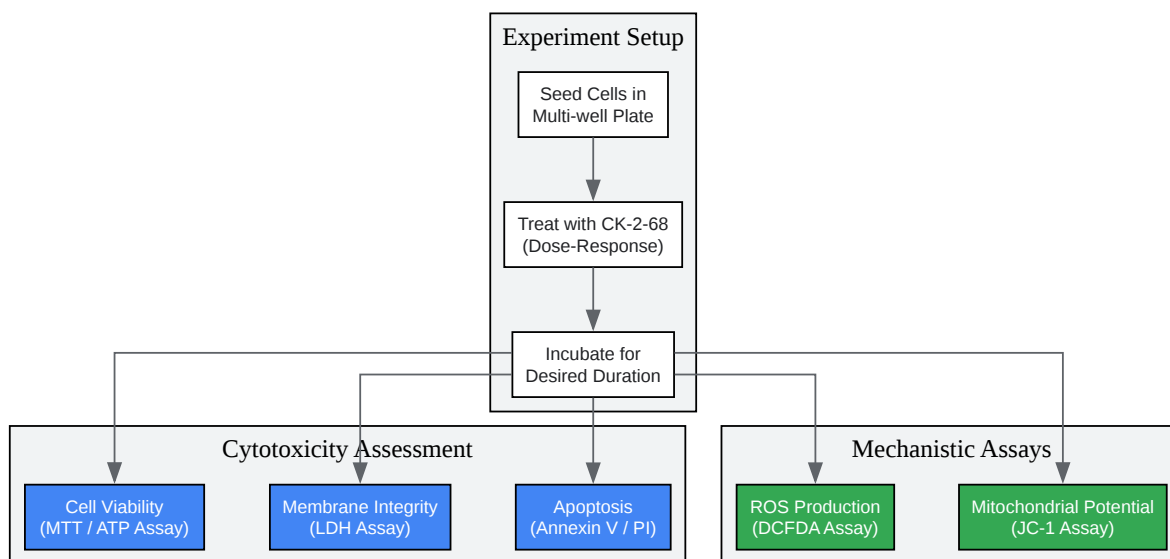 Experiment Setup
Seed Cells in
Multi-well Plate
Treat with CK-2-68
(Dose-Response)
Incubate for
Desired Duration
Cytotoxicity Assessment
Cell Viability
(MTT / ATP Assay)
Membrane Integrity
(LDH Assay)
Apoptosis
(Annexin V / PI)
Mechanistic Assays
ROS Production
(DCFDA Assay)
Mitochondrial Potential
(JC-1 Assay)